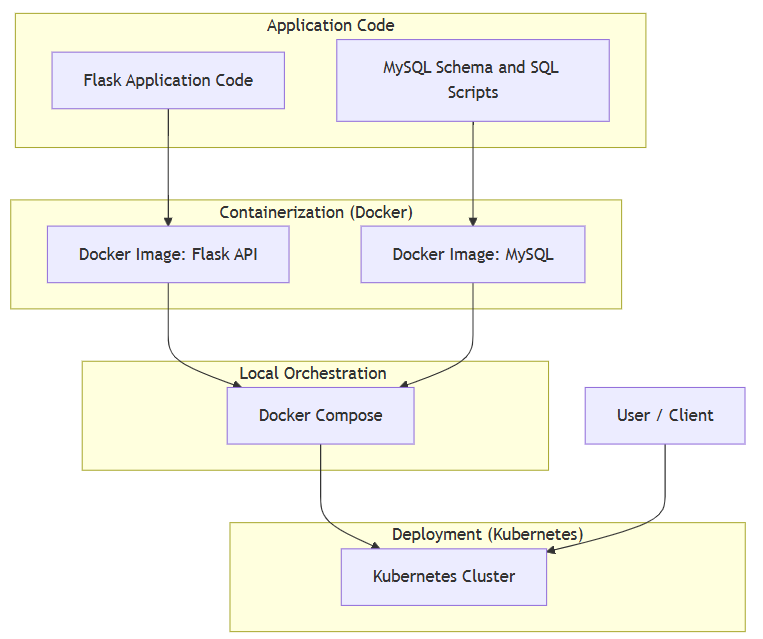 Application Code
Flask Application Code
MySQL Schema and SQL
Scripts
Containerization (Docker)
Docker Image: Flask API
Docker Image: MySQL
Local Orchestration
Docker Compose
User / Client
Deployment (Kubernetes)
Kubernetes Cluster